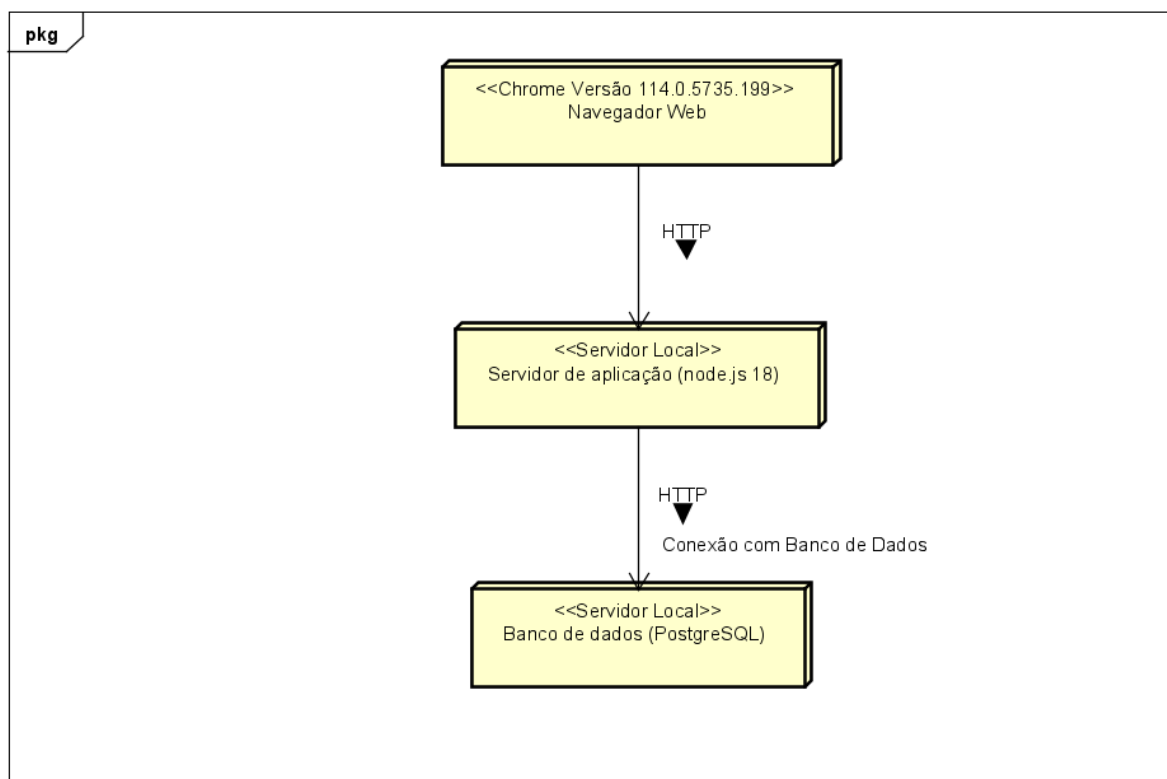 pkg
<<Chrome Versão 114.0.5735.199>>
Navegador Web
HTTP
<<Servidor Local>>
Servidor de aplicação (node.js 18)
HTTP
Conexão com Banco de Dados
<<Servidor Local>>
Banco de dados (PostgreSQL)